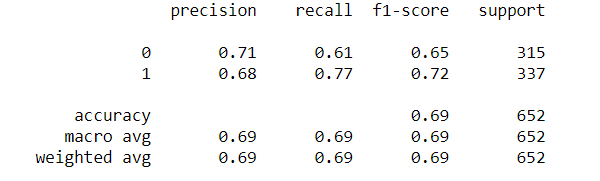 precision recall f1-score support
0 0.71 0.61 0.65 315
1 0.68 0.77 0.72 337
accuracy 0.69 652
macro avg 0.69 0.69 0.69 652
weighted avg 0.69 0.69 0.69 652